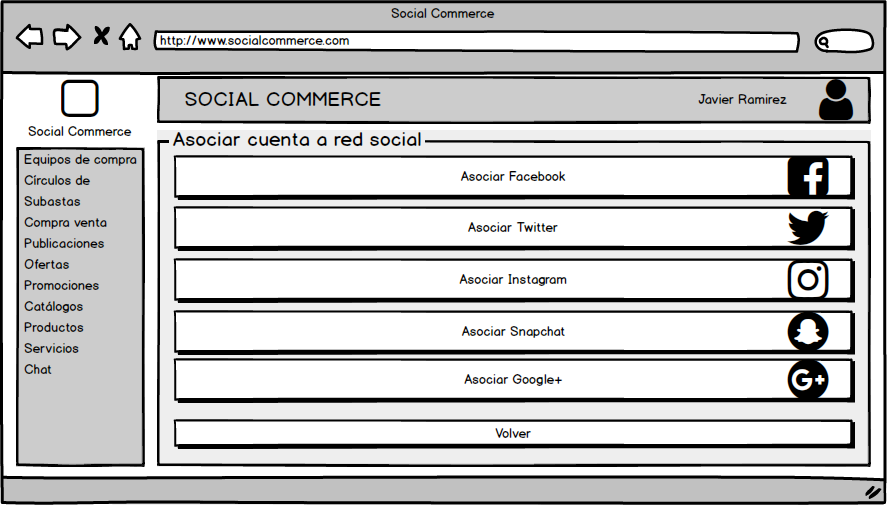 Social Commerce
http://www.socialcommerce.com
Social Commerce
SOCIAL COMMERCE
Javier Ramirez
Equipos de compra
Círculos de
Subastas
Compra venta
Publicaciones
Ofertas
Promociones
Catálogos
Productos
Servicios
Chat
Asociar cuenta a red social
Asociar Facebook
Asociar Twitter
Asociar Instagram
Asociar Snapchat
Asociar Google+
Volver